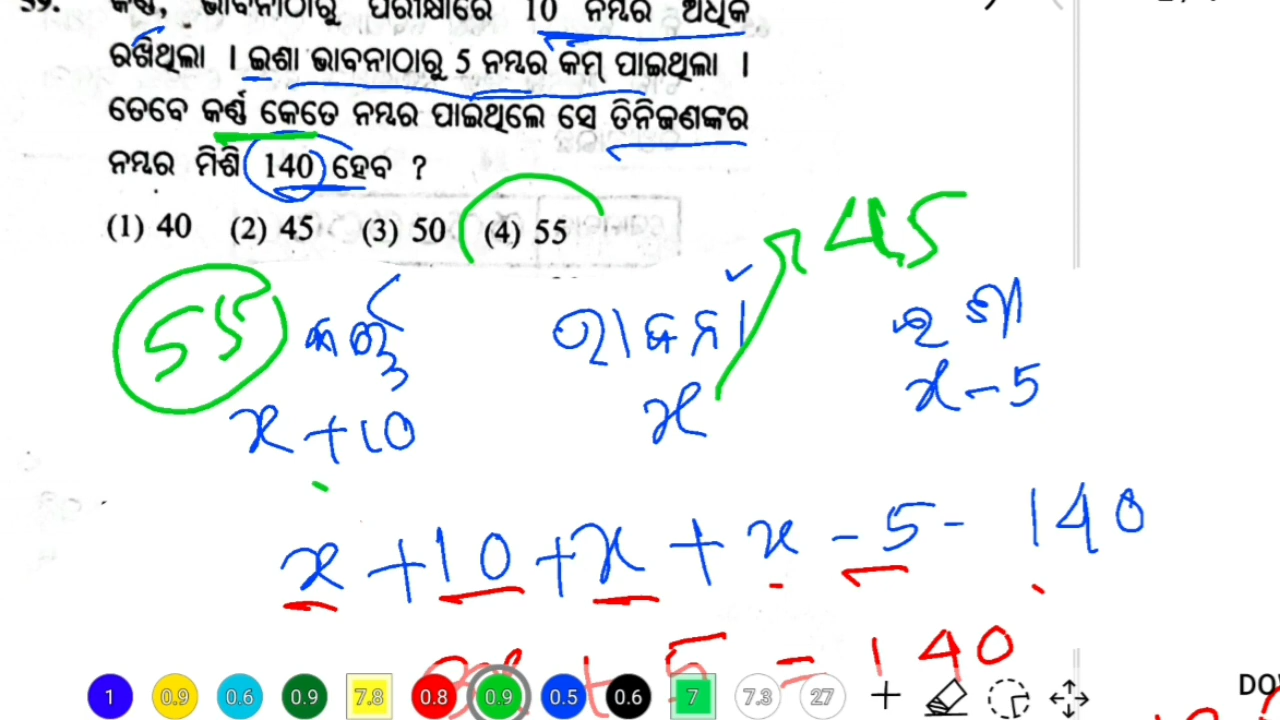 59. କର୍ଣ୍ଣ, ଭାବନାଠାରୁ ପରୀକ୍ଷାରେ 10 ନମ୍ବର ଅଧିକ
ରଖିଥିଲା । ଇଶା ଭାବନାଠାରୁ 5 ନମ୍ବର କମ୍ ପାଇଥିଲା ।
ତେବେ କର୍ଣ୍ଣ କେତେ ନମ୍ବର ପାଇଥିଲେ ସେ ତିନିଜଣଙ୍କର
ନମ୍ବର ମିଶି 140 ହେବ ?
(1) 40 (2) 45 (3) 50 (4) 55
45
55 କର୍ଣ୍ଣ ଭାବନା ଇଶା
x + 10 x x - 5
x + 10 + x + x - 5 - 140
+ 5 = 140
1 0.9 0.6 0.9 7.8 0.8 0.9 0.5 0.6 7 7.3 27